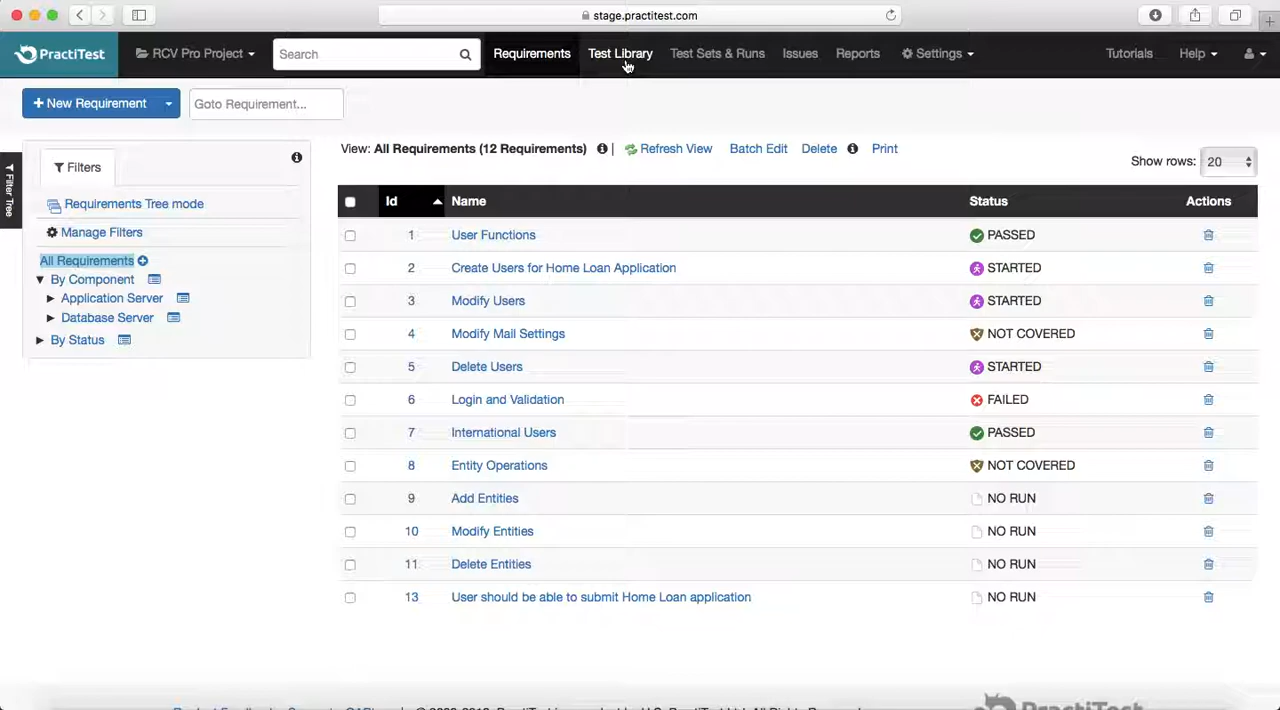 stage.practitest.com
PractiTest
RCV Pro Project
Search
Requirements
Test Library
Test Sets & Runs
Issues
Reports
Settings
Tutorials
Help
+ New Requirement
Goto Requirement...
Filter Tree
Filters
Requirements Tree mode
Manage Filters
All Requirements
By Component
Application Server
Database Server
By Status
View: All Requirements (12 Requirements) | Refresh View Batch Edit Delete Print
Show rows: 20
Id Name Status Actions
1 User Functions PASSED
2 Create Users for Home Loan Application STARTED
3 Modify Users STARTED
4 Modify Mail Settings NOT COVERED
5 Delete Users STARTED
6 Login and Validation FAILED
7 International Users PASSED
8 Entity Operations NOT COVERED
9 Add Entities NO RUN
10 Modify Entities NO RUN
11 Delete Entities NO RUN
13 User should be able to submit Home Loan application NO RUN
PractiTest